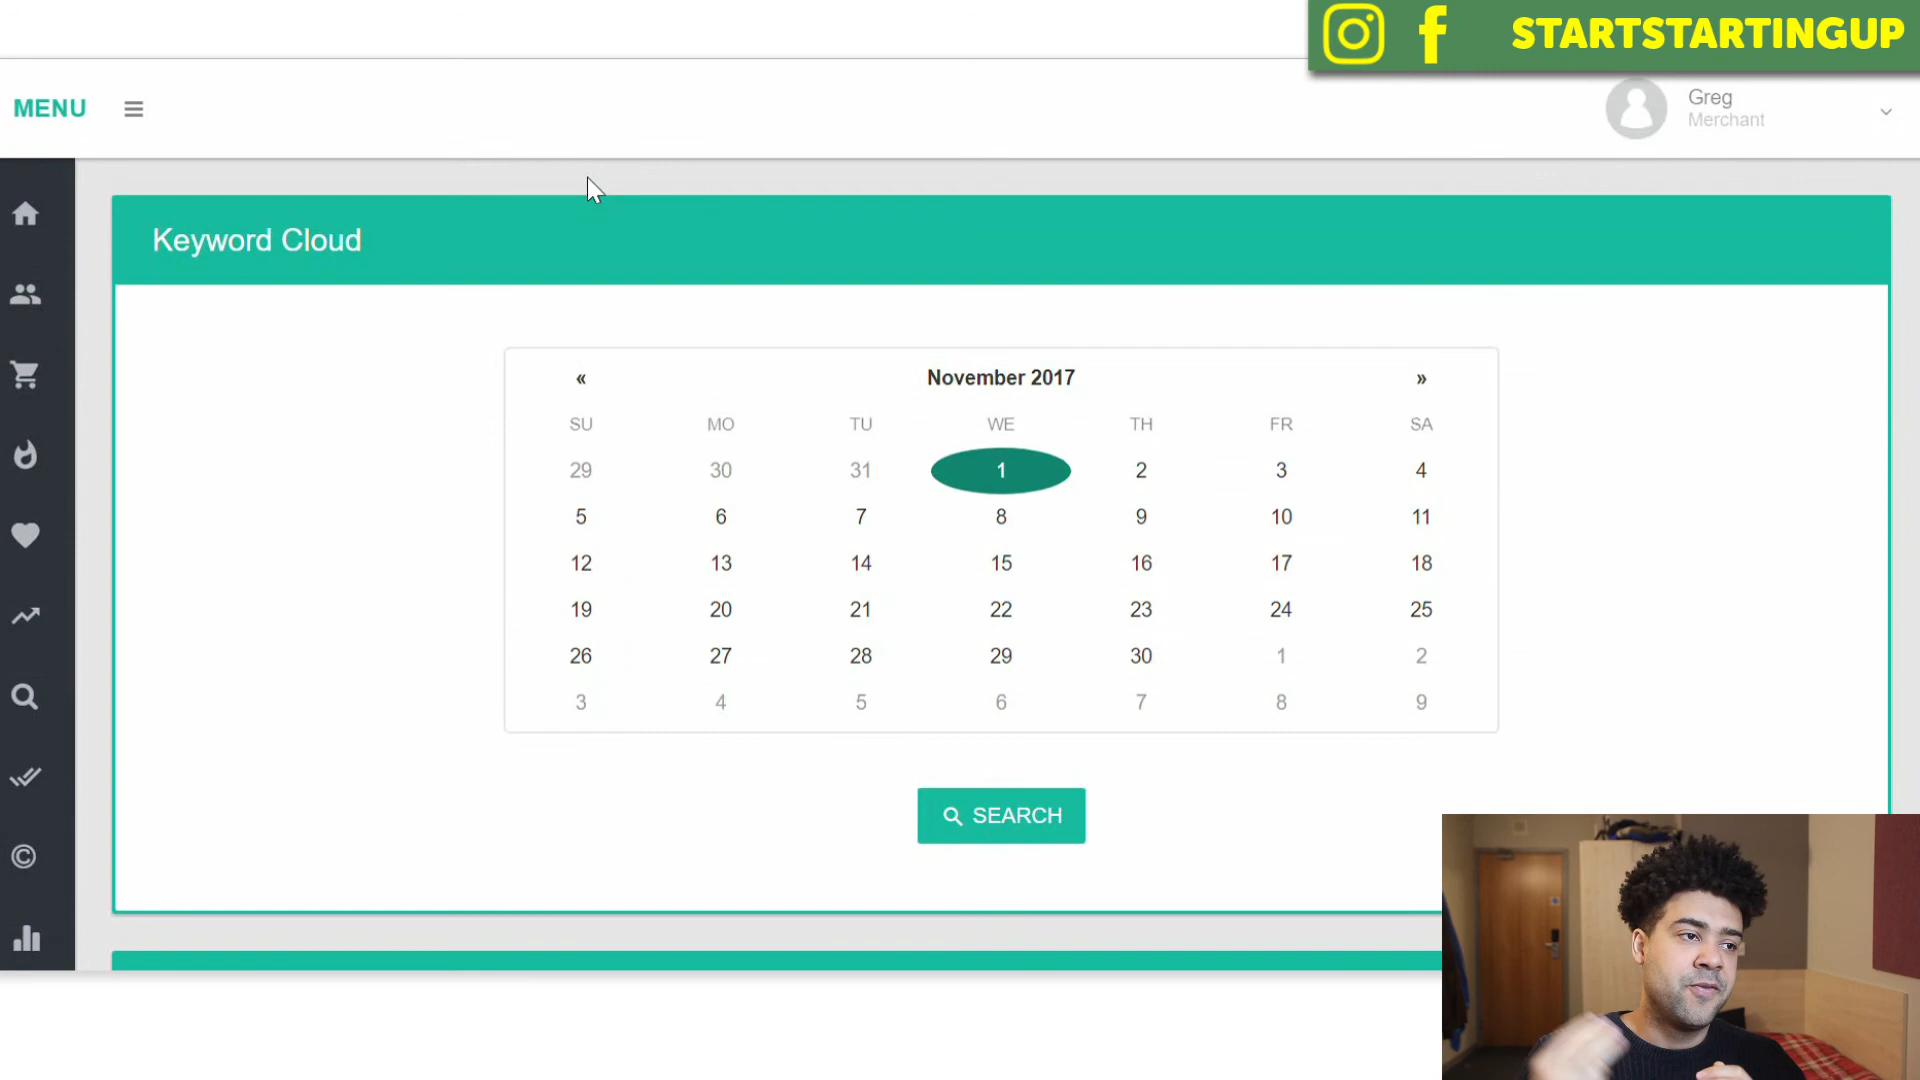 STARTSTARTINGUP
MENU
Greg
Merchant
Keyword Cloud
« November 2017 »
SU MO TU WE TH FR SA
29 30 31 1 2 3 4
5 6 7 8 9 10 11
12 13 14 15 16 17 18
19 20 21 22 23 24 25
26 27 28 29 30 1 2
3 4 5 6 7 8 9
SEARCH